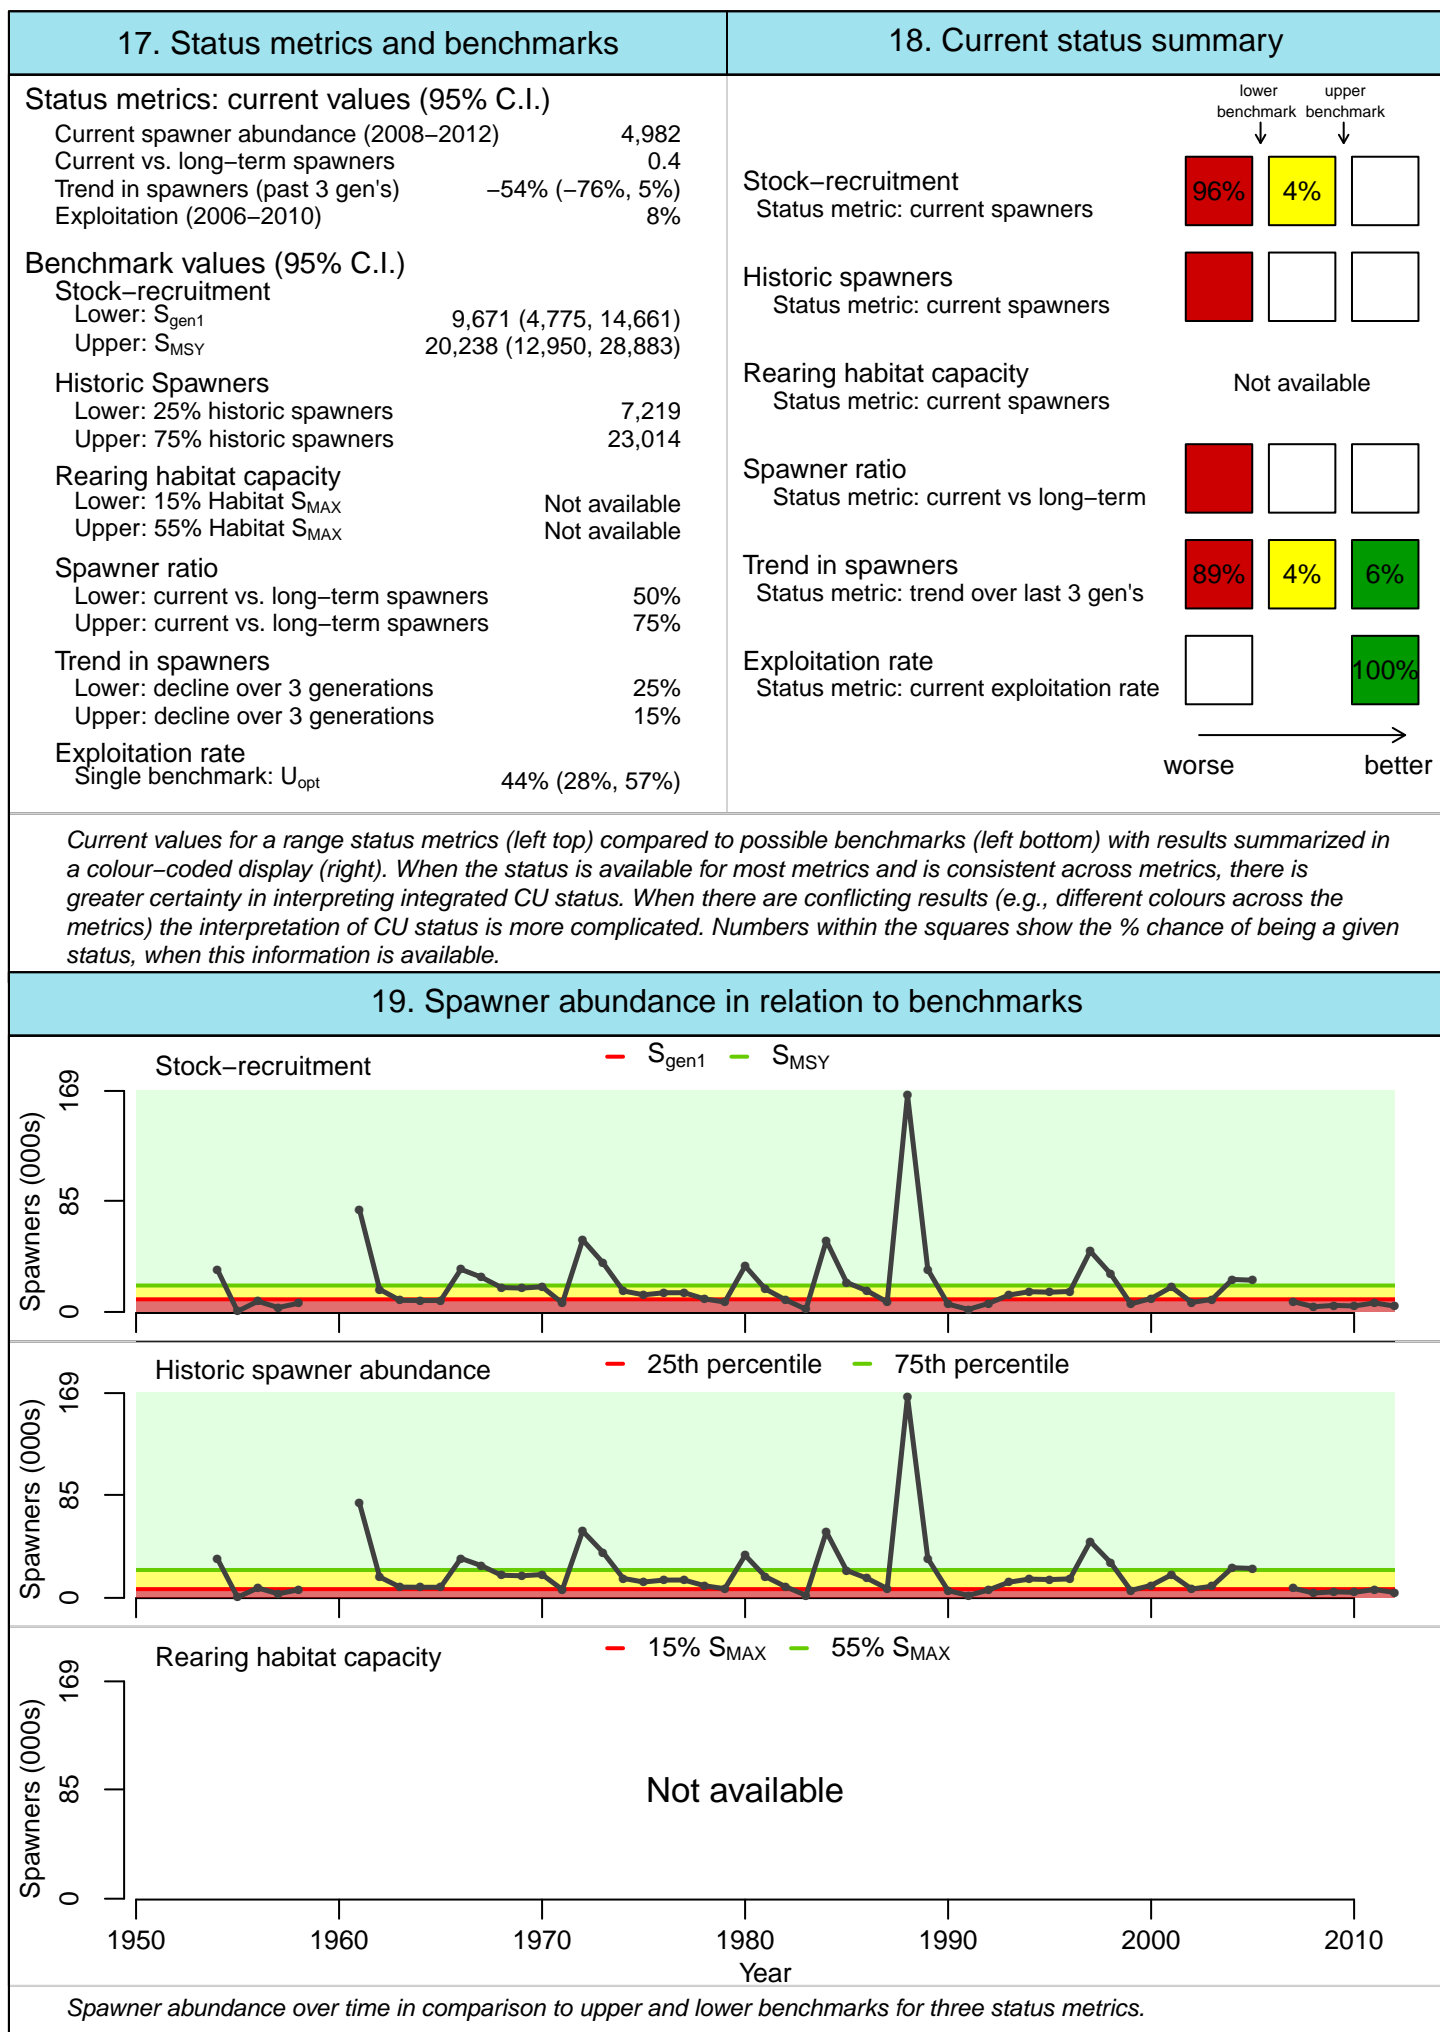 17. Status metrics and benchmarks
Status metrics: current values (95% C.I.)
Current spawner abundance (2008−2012) 4,982
Current vs. long−term spawners 0.4
Trend in spawners (past 3 gen's) −54% (−76%, 5%)
Exploitation (2006−2010) 8%
Benchmark values (95% C.I.)
Stock−recruitment
Lower: Sgen1 9,671 (4,775, 14,661)
Upper: SMSY 20,238 (12,950, 28,883)
Historic Spawners
Lower: 25% historic spawners 7,219
Upper: 75% historic spawners 23,014
Rearing habitat capacity
Lower: 15% Habitat SMAX Not available
Upper: 55% Habitat SMAX Not available
Spawner ratio
Lower: current vs. long−term spawners 50%
Upper: current vs. long−term spawners 75%
Trend in spawners
Lower: decline over 3 generations 25%
Upper: decline over 3 generations 15%
Exploitation rate
Single benchmark: Uopt 44% (28%, 57%)
18. Current status summary
lower benchmark
upper benchmark
Stock−recruitment
Status metric: current spawners
96% 4%
Historic spawners
Status metric: current spawners
Rearing habitat capacity
Status metric: current spawners
Not available
Spawner ratio
Status metric: current vs long−term
Trend in spawners
Status metric: trend over last 3 gen's
89% 4% 6%
Exploitation rate
Status metric: current exploitation rate
100%
worse better
Current values for a range status metrics (left top) compared to possible benchmarks (left bottom) with results summarized in
a colour−coded display (right). When the status is available for most metrics and is consistent across metrics, there is
greater certainty in interpreting integrated CU status. When there are conflicting results (e.g., different colours across the
metrics) the interpretation of CU status is more complicated. Numbers within the squares show the % chance of being a given
status, when this information is available.
19. Spawner abundance in relation to benchmarks
Stock−recruitment
Sgen1 SMSY
Spawners (000s)
169
85
0
Historic spawner abundance
25th percentile 75th percentile
Spawners (000s)
169
85
0
Rearing habitat capacity
15% SMAX 55% SMAX
Spawners (000s)
169
85
0
Not available
1950 1960 1970 1980 1990 2000 2010
Year
Spawner abundance over time in comparison to upper and lower benchmarks for three status metrics.